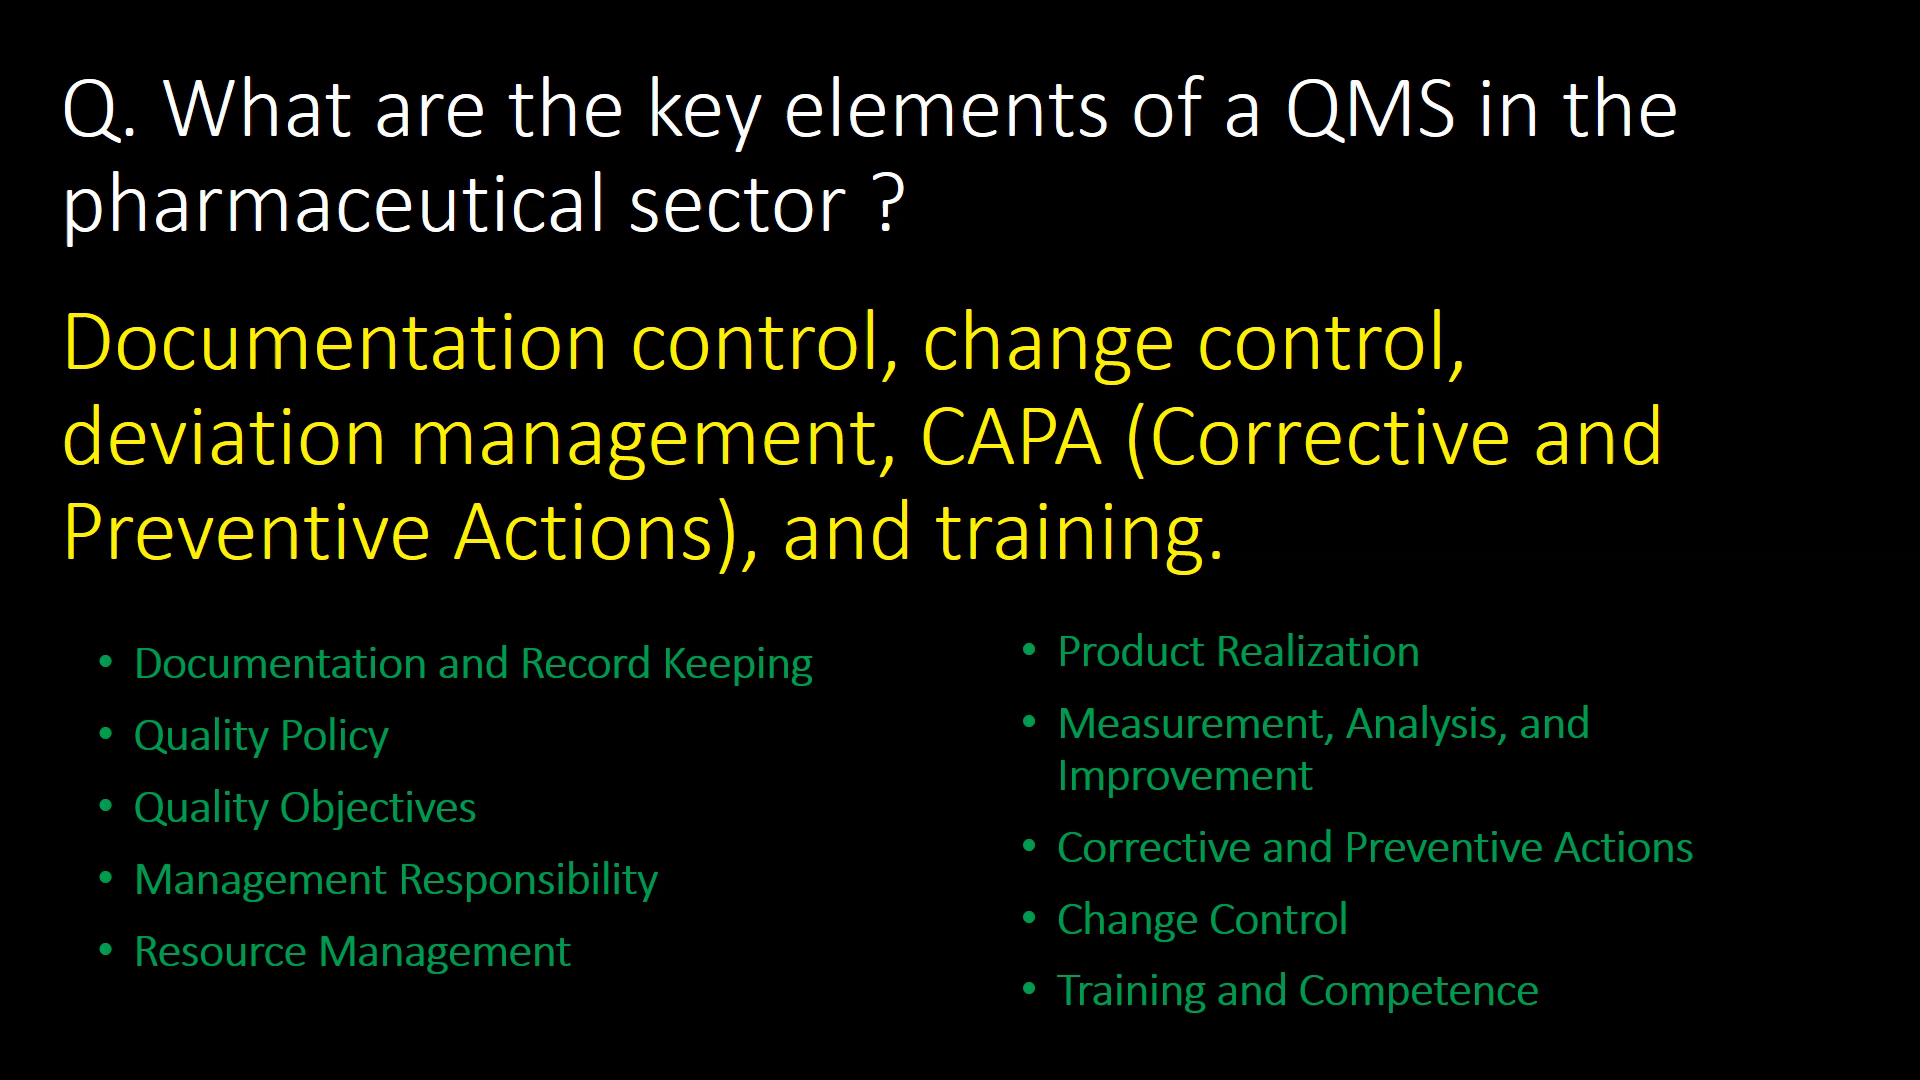 Q. What are the key elements of a QMS in the
pharmaceutical sector ?
Documentation control, change control,
deviation management, CAPA (Corrective and
Preventive Actions), and training.
• Documentation and Record Keeping
• Quality Policy
• Quality Objectives
• Management Responsibility
• Resource Management
• Product Realization
• Measurement, Analysis, and
Improvement
• Corrective and Preventive Actions
• Change Control
• Training and Competence